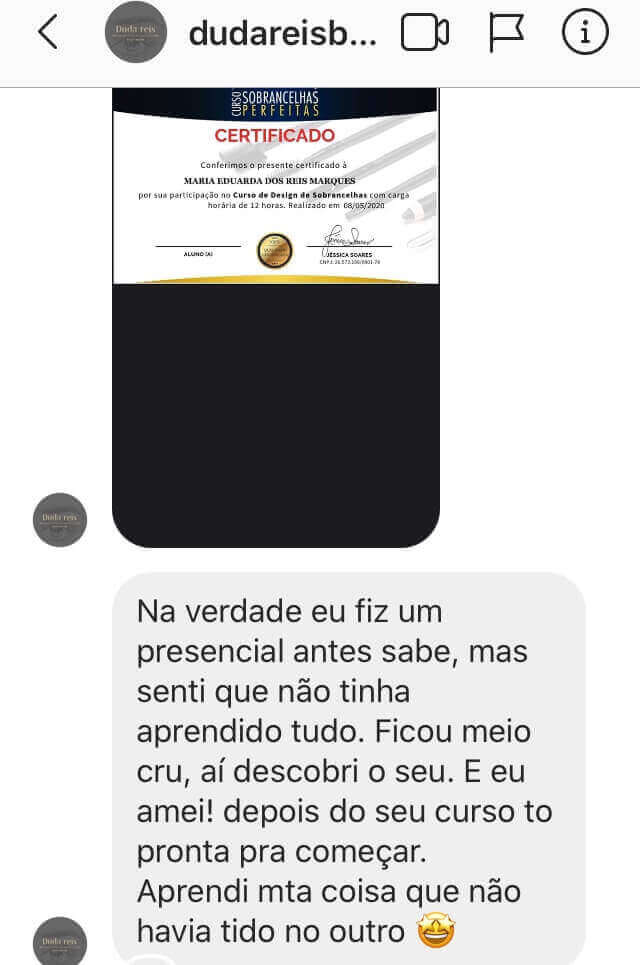 dudareisb...
Duda reis
CURSO
SOBRANCELHAS
PERFEITAS
CERTIFICADO
Conferimos o presente certificado à
MARIA EDUARDA DOS REIS MARQUES
por sua participação no Curso de Design de Sobrancelhas com carga
horária de 12 horas. Realizado em 08/05/2020
ALUNO (A)
JÉSSICA SOARES
Duda reis
Na verdade eu fiz um
presencial antes sabe, mas
senti que não tinha
aprendido tudo. Ficou meio
cru, aí descobri o seu. E eu
amei! depois do seu curso to
pronta pra começar.
Aprendi mta coisa que não
havia tido no outro 🤩
Duda reis